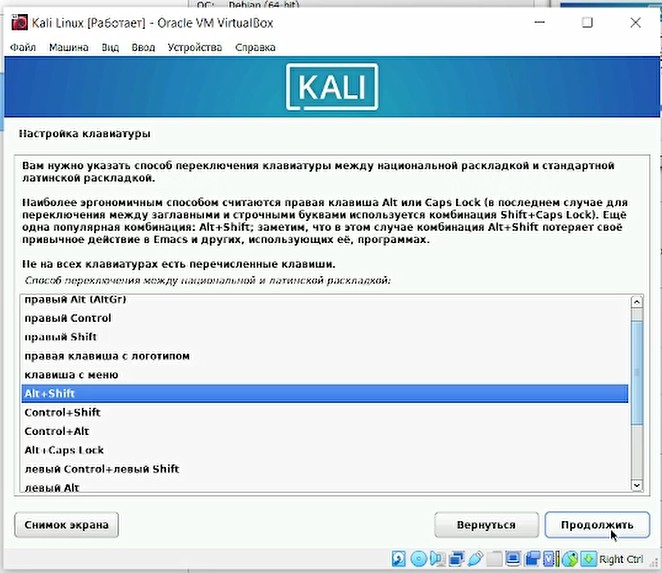 ОС: Debian (64-bit)
Kali Linux [Работает] - Oracle VM VirtualBox
Файл Машина Вид Ввод Устройства Справка
KALI
Настройка клавиатуры
Вам нужно указать способ переключения клавиатуры между национальной раскладкой и стандартной
латинской раскладкой.
Наиболее эргономичным способом считаются правая клавиша Alt или Caps Lock (в последнем случае для
переключения между заглавными и строчными буквами используется комбинация Shift+Caps Lock). Ещё
одна популярная комбинация: Alt+Shift; заметим, что в этом случае комбинация Alt+Shift потеряет своё
привычное действие в Emacs и других, использующих её, программах.
Не на всех клавиатурах есть перечисленные клавиши.
Способ переключения между национальной и латинской раскладкой:
правый Alt (AltGr)
правый Control
правый Shift
правая клавиша с логотипом
клавиша с меню
Alt+Shift
Control+Shift
Control+Alt
Alt+Caps Lock
левый Control+левый Shift
левый Alt
Снимок экрана Вернуться Продолжить
Right Ctrl